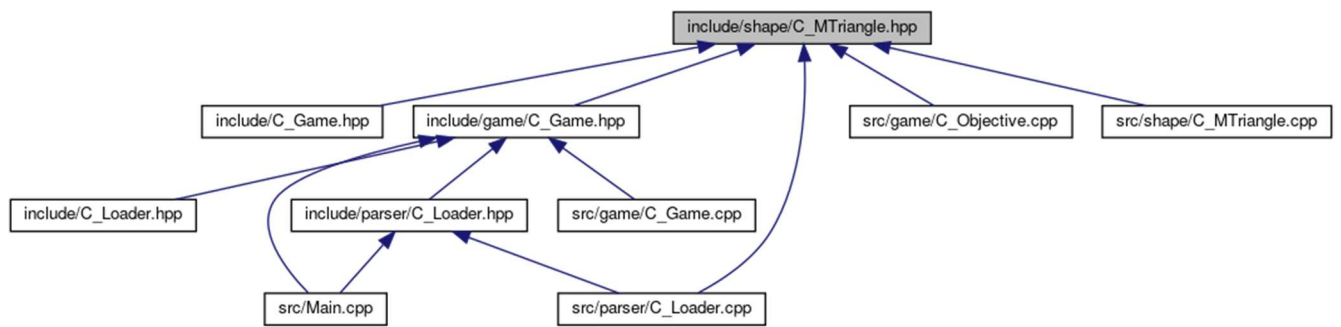 include/shape/C_MTriangle.hpp
include/C_Game.hpp
include/game/C_Game.hpp
src/game/C_Objective.cpp
src/shape/C_MTriangle.cpp
include/C_Loader.hpp
include/parser/C_Loader.hpp
src/game/C_Game.cpp
src/Main.cpp
src/parser/C_Loader.cpp